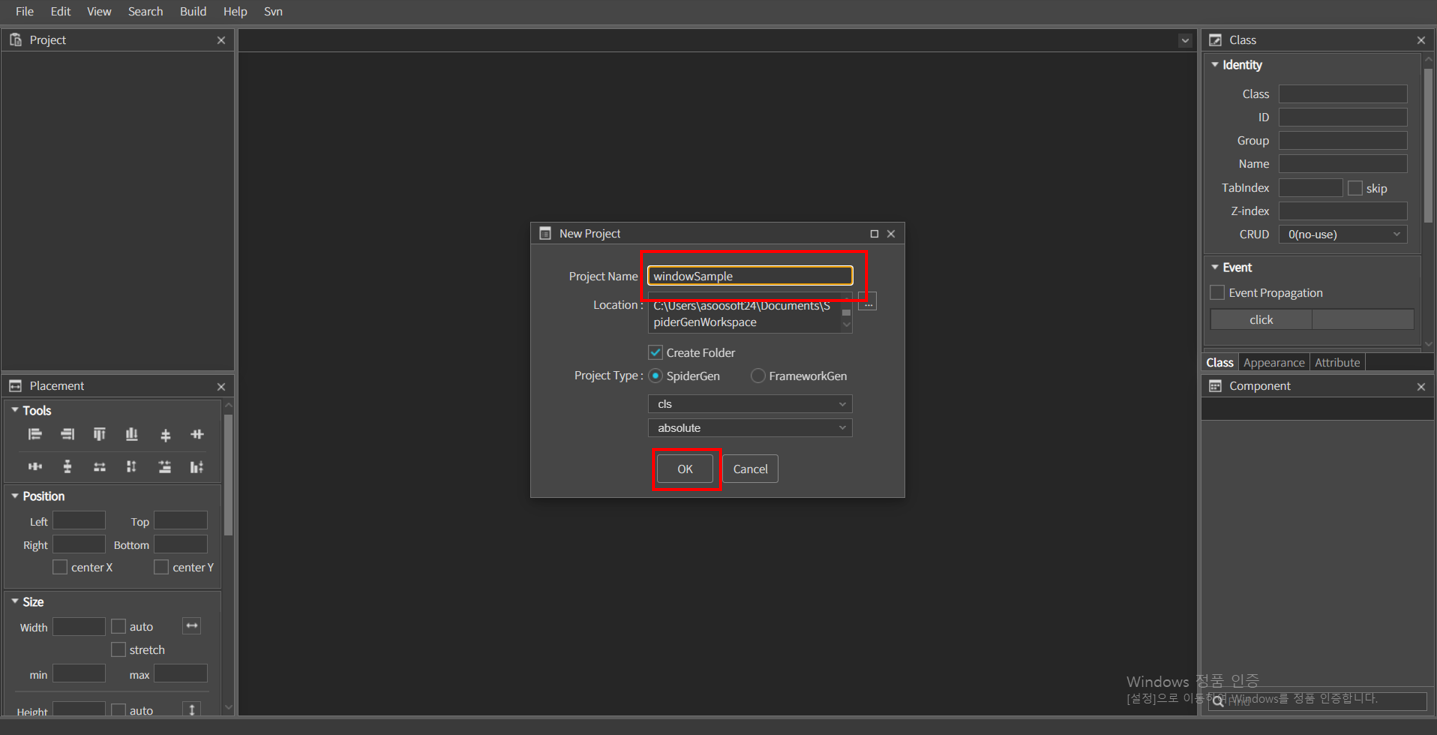 File Edit View Search Build Help Svn
Project
Placement
Tools
Position
Left Top
Right Bottom
center X center Y
Size
Width auto
stretch
min max
Height auto
New Project
Project Name windowSample
Location : C:\Users\asoosoft24\Documents\S
piderGenWorkspace
...
Create Folder
Project Type : SpiderGen FrameworkGen
cls
absolute
OK Cancel
Class
Identity
Class
ID
Group
Name
TabIndex skip
Z-index
CRUD 0(no-use)
Event
Event Propagation
click
Class Appearance Attribute
Component
Windows 정품 인증
[설정]으로 이동하여 Windows를 정품 인증합니다.
Find